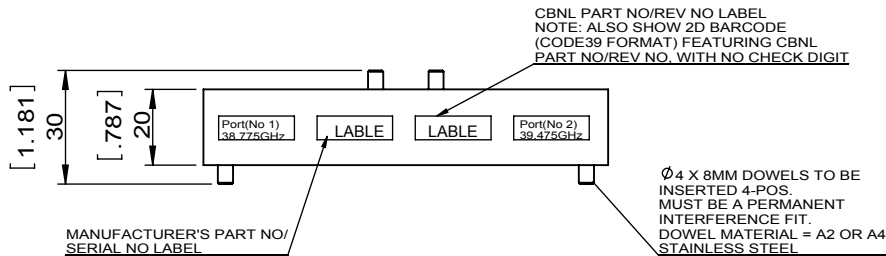 CBNL PART NO/REV NO LABEL
NOTE: ALSO SHOW 2D BARCODE
(CODE39 FORMAT) FEATURING CBNL
PART NO/REV NO, WITH NO CHECK DIGIT
[1.181]
30
[.787]
20
Port(No 1)
38.775GHz
LABLE
LABLE
Port(No 2)
39.475GHz
MANUFACTURER'S PART NO/
SERIAL NO LABEL
Ø4 X 8MM DOWELS TO BE
INSERTED 4-POS.
MUST BE A PERMANENT
INTERFERENCE FIT.
DOWEL MATERIAL = A2 OR A4
STAINLESS STEEL